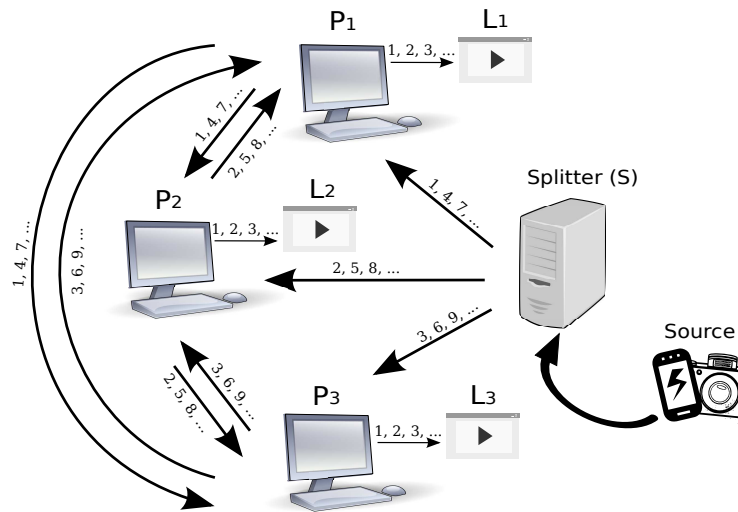 P1
L1
1, 2, 3, ...
1, 4, 7, ...
2, 5, 8, ...
1, 4, 7, ...
Splitter (S)
P2
L2
1, 2, 3, ...
2, 5, 8, ...
1, 4, 7, ...
3, 6, 9, ...
3, 6, 9, ...
Source
3, 6, 9, ...
2, 5, 8, ...
P3
L3
1, 2, 3, ...